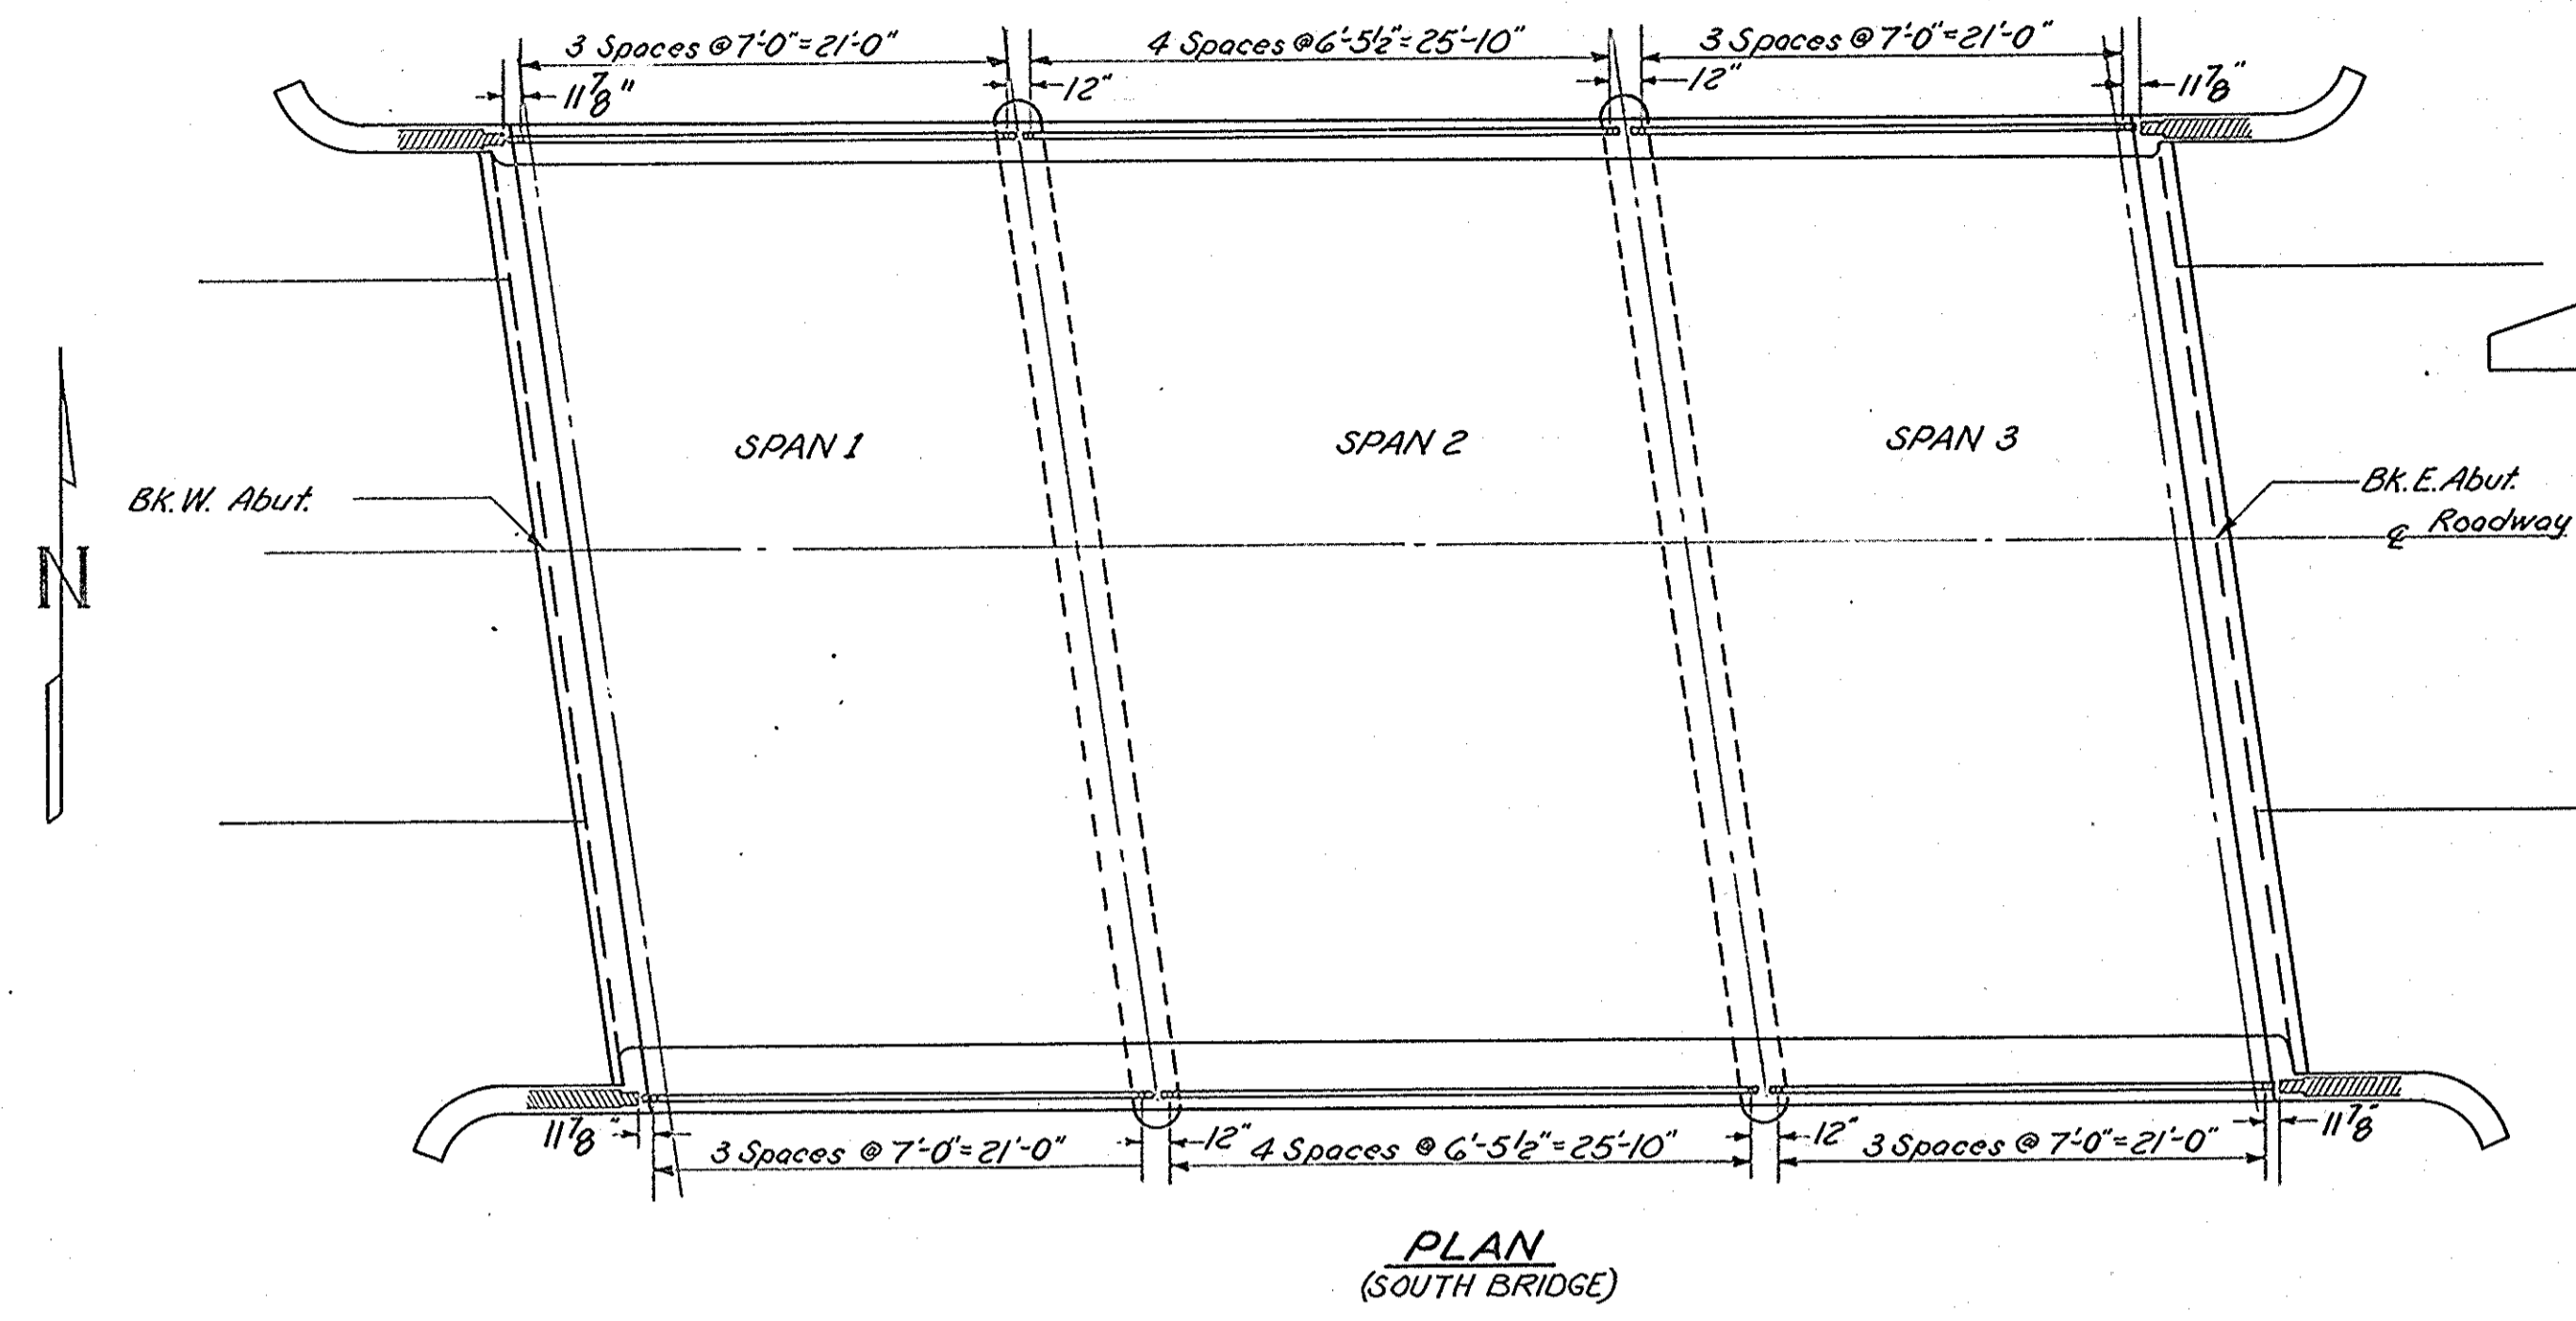 3 Spaces @ 7'-0" = 21'-0"
4 Spaces @ 6'-5½" = 25'-10"
3 Spaces @ 7'-0" = 21'-0"
11⅞"
12"
12"
11⅞"
SPAN 1
SPAN 2
SPAN 3
BK. W. Abut.
BK. E. Abut.
℄ Roadway
N
11⅞"
3 Spaces @ 7'-0" = 21'-0"
12"
4 Spaces @ 6'-5½" = 25'-10"
12"
3 Spaces @ 7'-0" = 21'-0"
11⅞"
PLAN
(SOUTH BRIDGE)